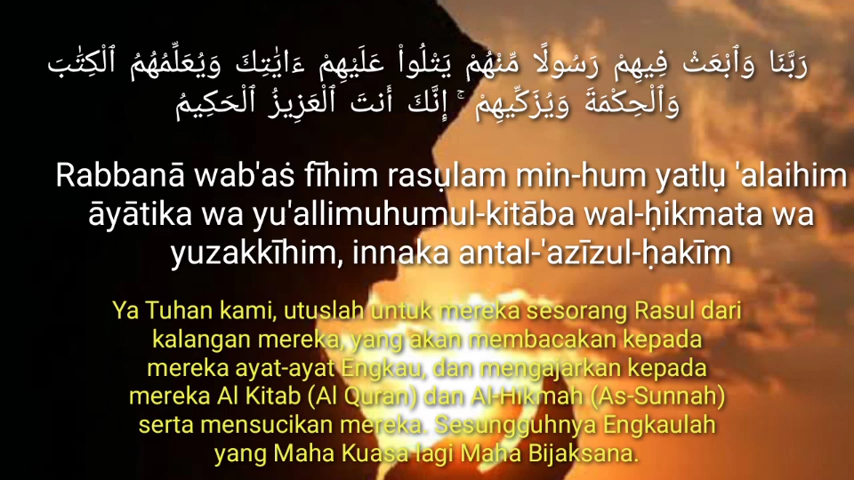 رَبَّنَا وَٱبْعَثْ فِيهِمْ رَسُولًا مِّنْهُمْ يَتْلُوا۟ عَلَيْهِمْ ءَايَٰتِكَ وَيُعَلِّمُهُمُ ٱلْكِتَٰبَ
وَٱلْحِكْمَةَ وَيُزَكِّيهِمْ ۚ إِنَّكَ أَنتَ ٱلْعَزِيزُ ٱلْحَكِيمُ
Rabbanā wab'aṡ fīhim rasụlam min-hum yatlụ 'alaihim
āyātika wa yu'allimuhumul-kitāba wal-ḥikmata wa
yuzakkīhim, innaka antal-'azīzul-ḥakīm
Ya Tuhan kami, utuslah untuk mereka sesorang Rasul dari
kalangan mereka, yang akan membacakan kepada
mereka ayat-ayat Engkau, dan mengajarkan kepada
mereka Al Kitab (Al Quran) dan Al-Hikmah (As-Sunnah)
serta mensucikan mereka. Sesungguhnya Engkaulah
yang Maha Kuasa lagi Maha Bijaksana.